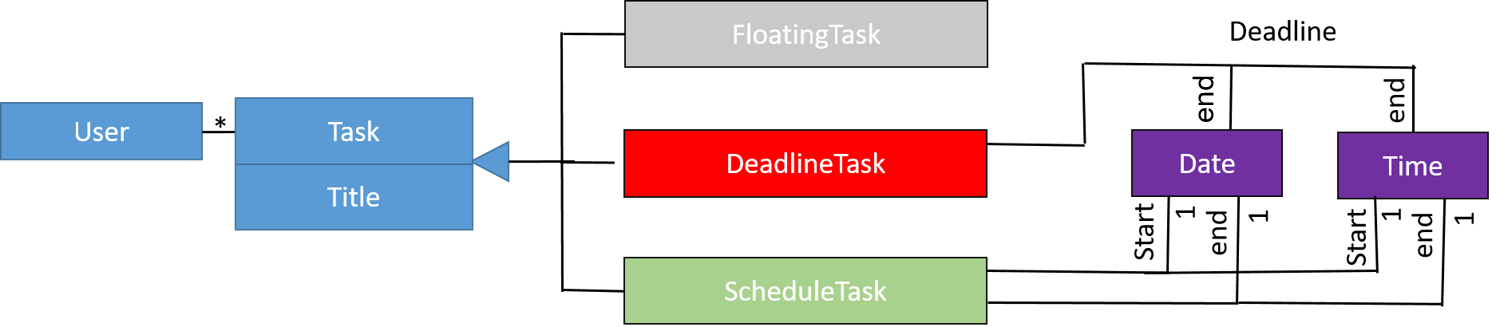 FloatingTask
Deadline
User
*
Task
Title
DeadlineTask
end
end
Date
Time
Start
1
end
1
Start
1
end
1
ScheduleTask